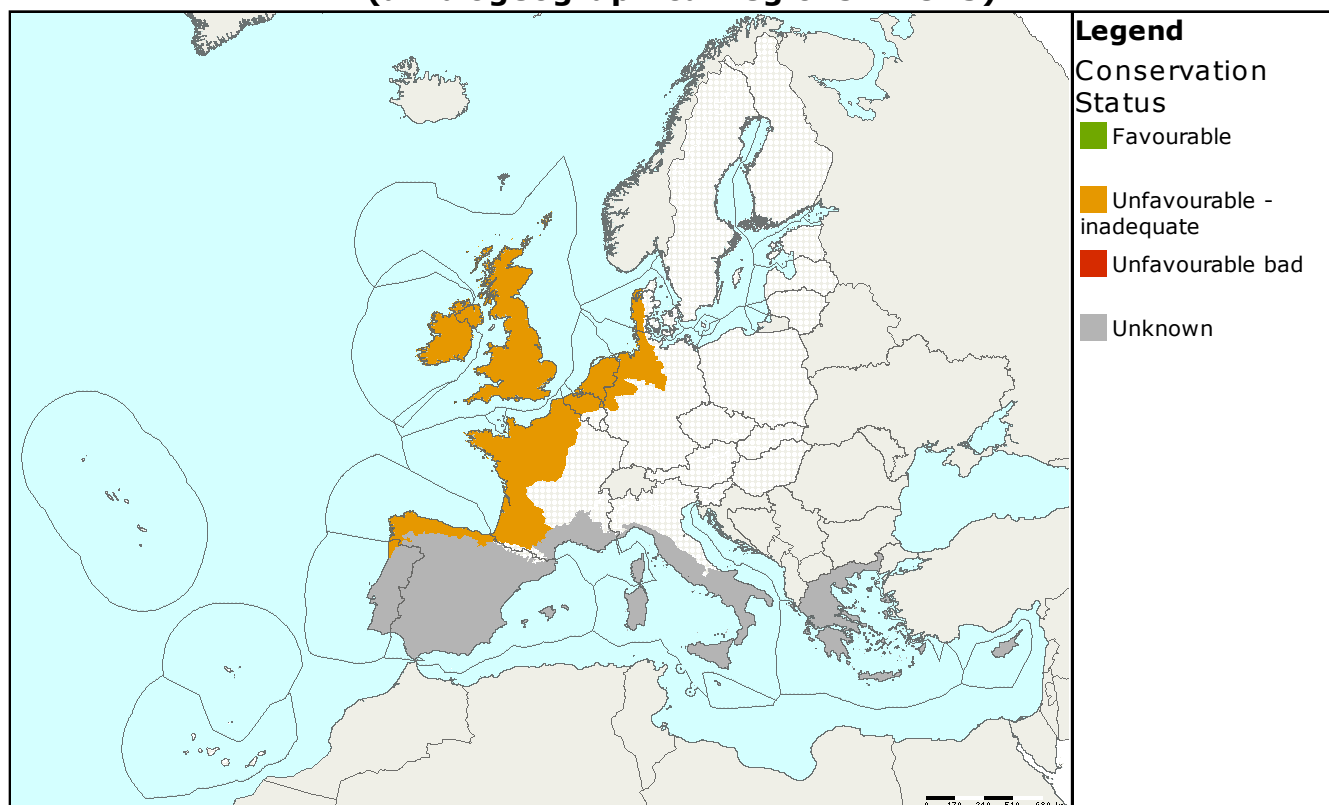 Legend
Conservation
Status
Favourable
Unfavourable -
inadequate
Unfavourable bad
Unknown